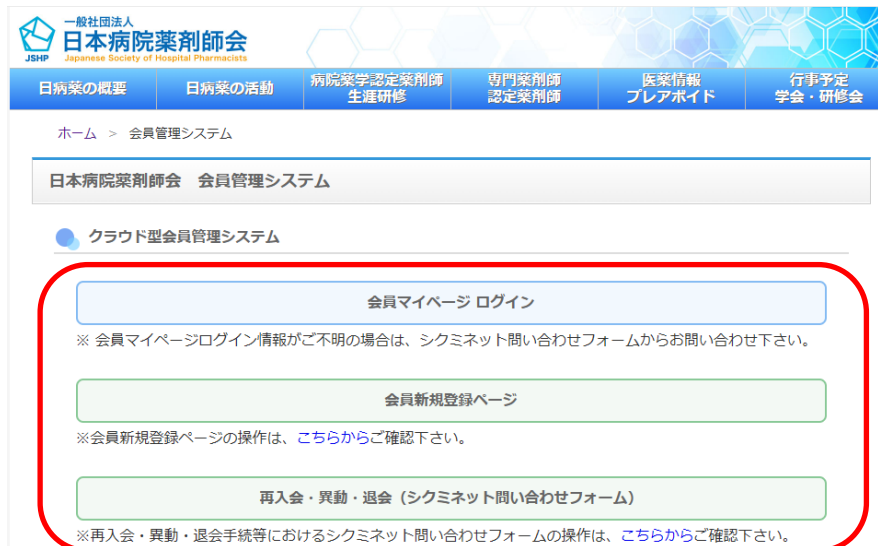 一般社団法人
日本病院薬剤師会
JSHP Japanese Society of Hospital Pharmacists
日病薬の概要
日病薬の活動
病院薬学認定薬剤師
生涯研修
専門薬剤師
認定薬剤師
医薬情報
プレアボイド
行事予定
学会・研修会
ホーム > 会員管理システム
日本病院薬剤師会 会員管理システム
クラウド型会員管理システム
会員マイページ ログイン
※ 会員マイページログイン情報がご不明の場合は、シクミネット問い合わせフォームからお問い合わせ下さい。
会員新規登録ページ
※会員新規登録ページの操作は、こちらからご確認下さい。
再入会・異動・退会（シクミネット問い合わせフォーム）
※再入会・異動・退会手続等におけるシクミネット問い合わせフォームの操作は、こちらからご確認下さい。